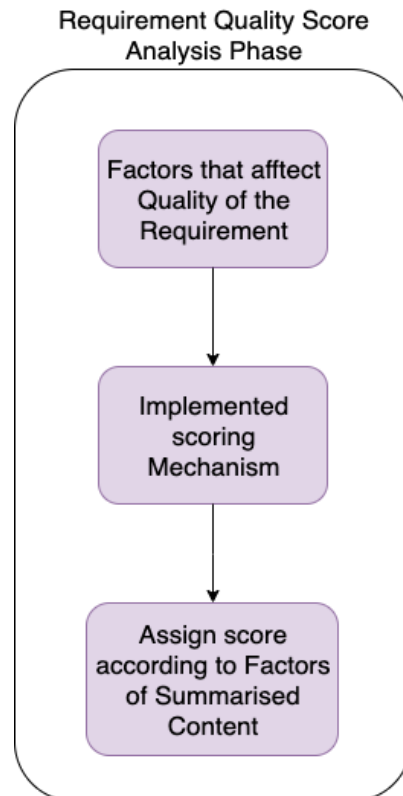 Requirement Quality Score
Analysis Phase
Factors that afftect
Quality of the
Requirement
Implemented
scoring
Mechanism
Assign score
according to Factors
of Summarised
Content